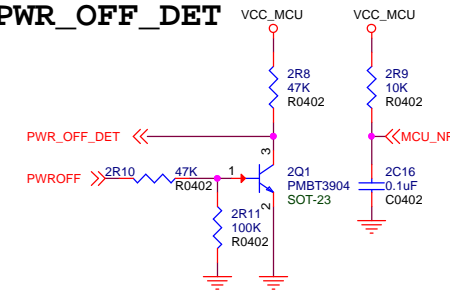 PWR_OFF_DET
VCC_MCU
VCC_MCU
2R8
47K
R0402
2R9
10K
R0402
PWR_OFF_DET
MCU_NR
3
PWROFF
2R10
47K
R0402
1
2Q1
PMBT3904
SOT-23
2
2C16
0.1uF
C0402
2R11
100K
R0402